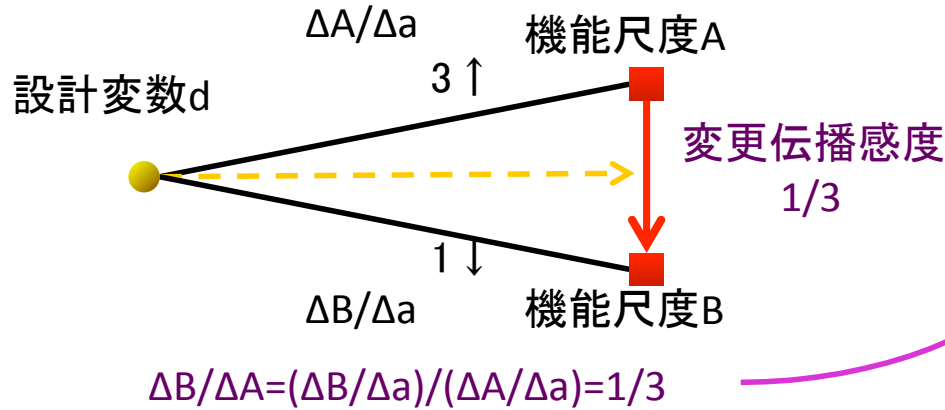 ΔA/Δa
機能尺度A
3 ↑
設計変数d
変更伝播感度
1/3
1 ↓
ΔB/Δa
機能尺度B
ΔB/ΔA=(ΔB/Δa)/(ΔA/Δa)=1/3